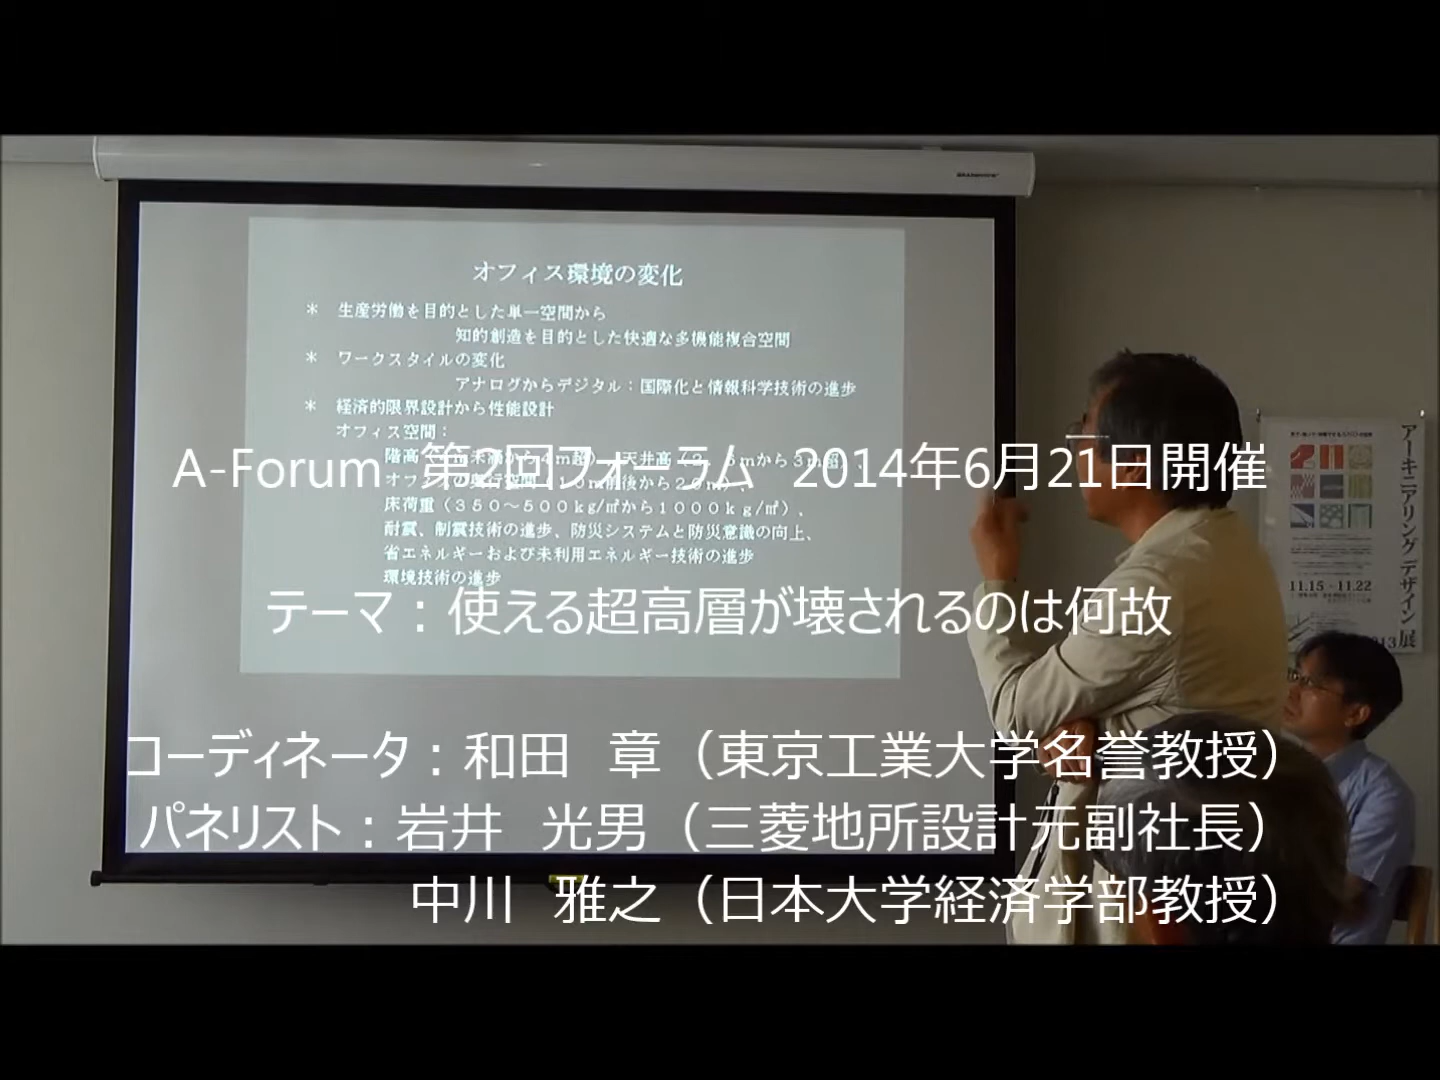 オフィス環境の変化
＊ 生産労働を目的とした単一空間から
知的創造を目的とした快適な多機能複合空間
＊ ワークスタイルの変化
アナログからデジタル：国際化と情報科学技術の進歩
＊ 経済的限界設計から性能設計
オフィス空間：
床荷重（３５０～５００kg/㎡から１０００ｋｇ/㎡）、
耐震、制震技術の進歩、防災システムと防災意識の向上、
省エネルギーおよび未利用エネルギー技術の進歩
環境技術の進歩
A-Forum 第2回フォーラム 2014年6月21日開催
テーマ：使える超高層が壊されるのは何故
コーディネータ：和田 章（東京工業大学名誉教授）
パネリスト：岩井 光男（三菱地所設計元副社長）
中川 雅之（日本大学経済学部教授）
アーキニアリング デザイン展
11.15 - 11.22